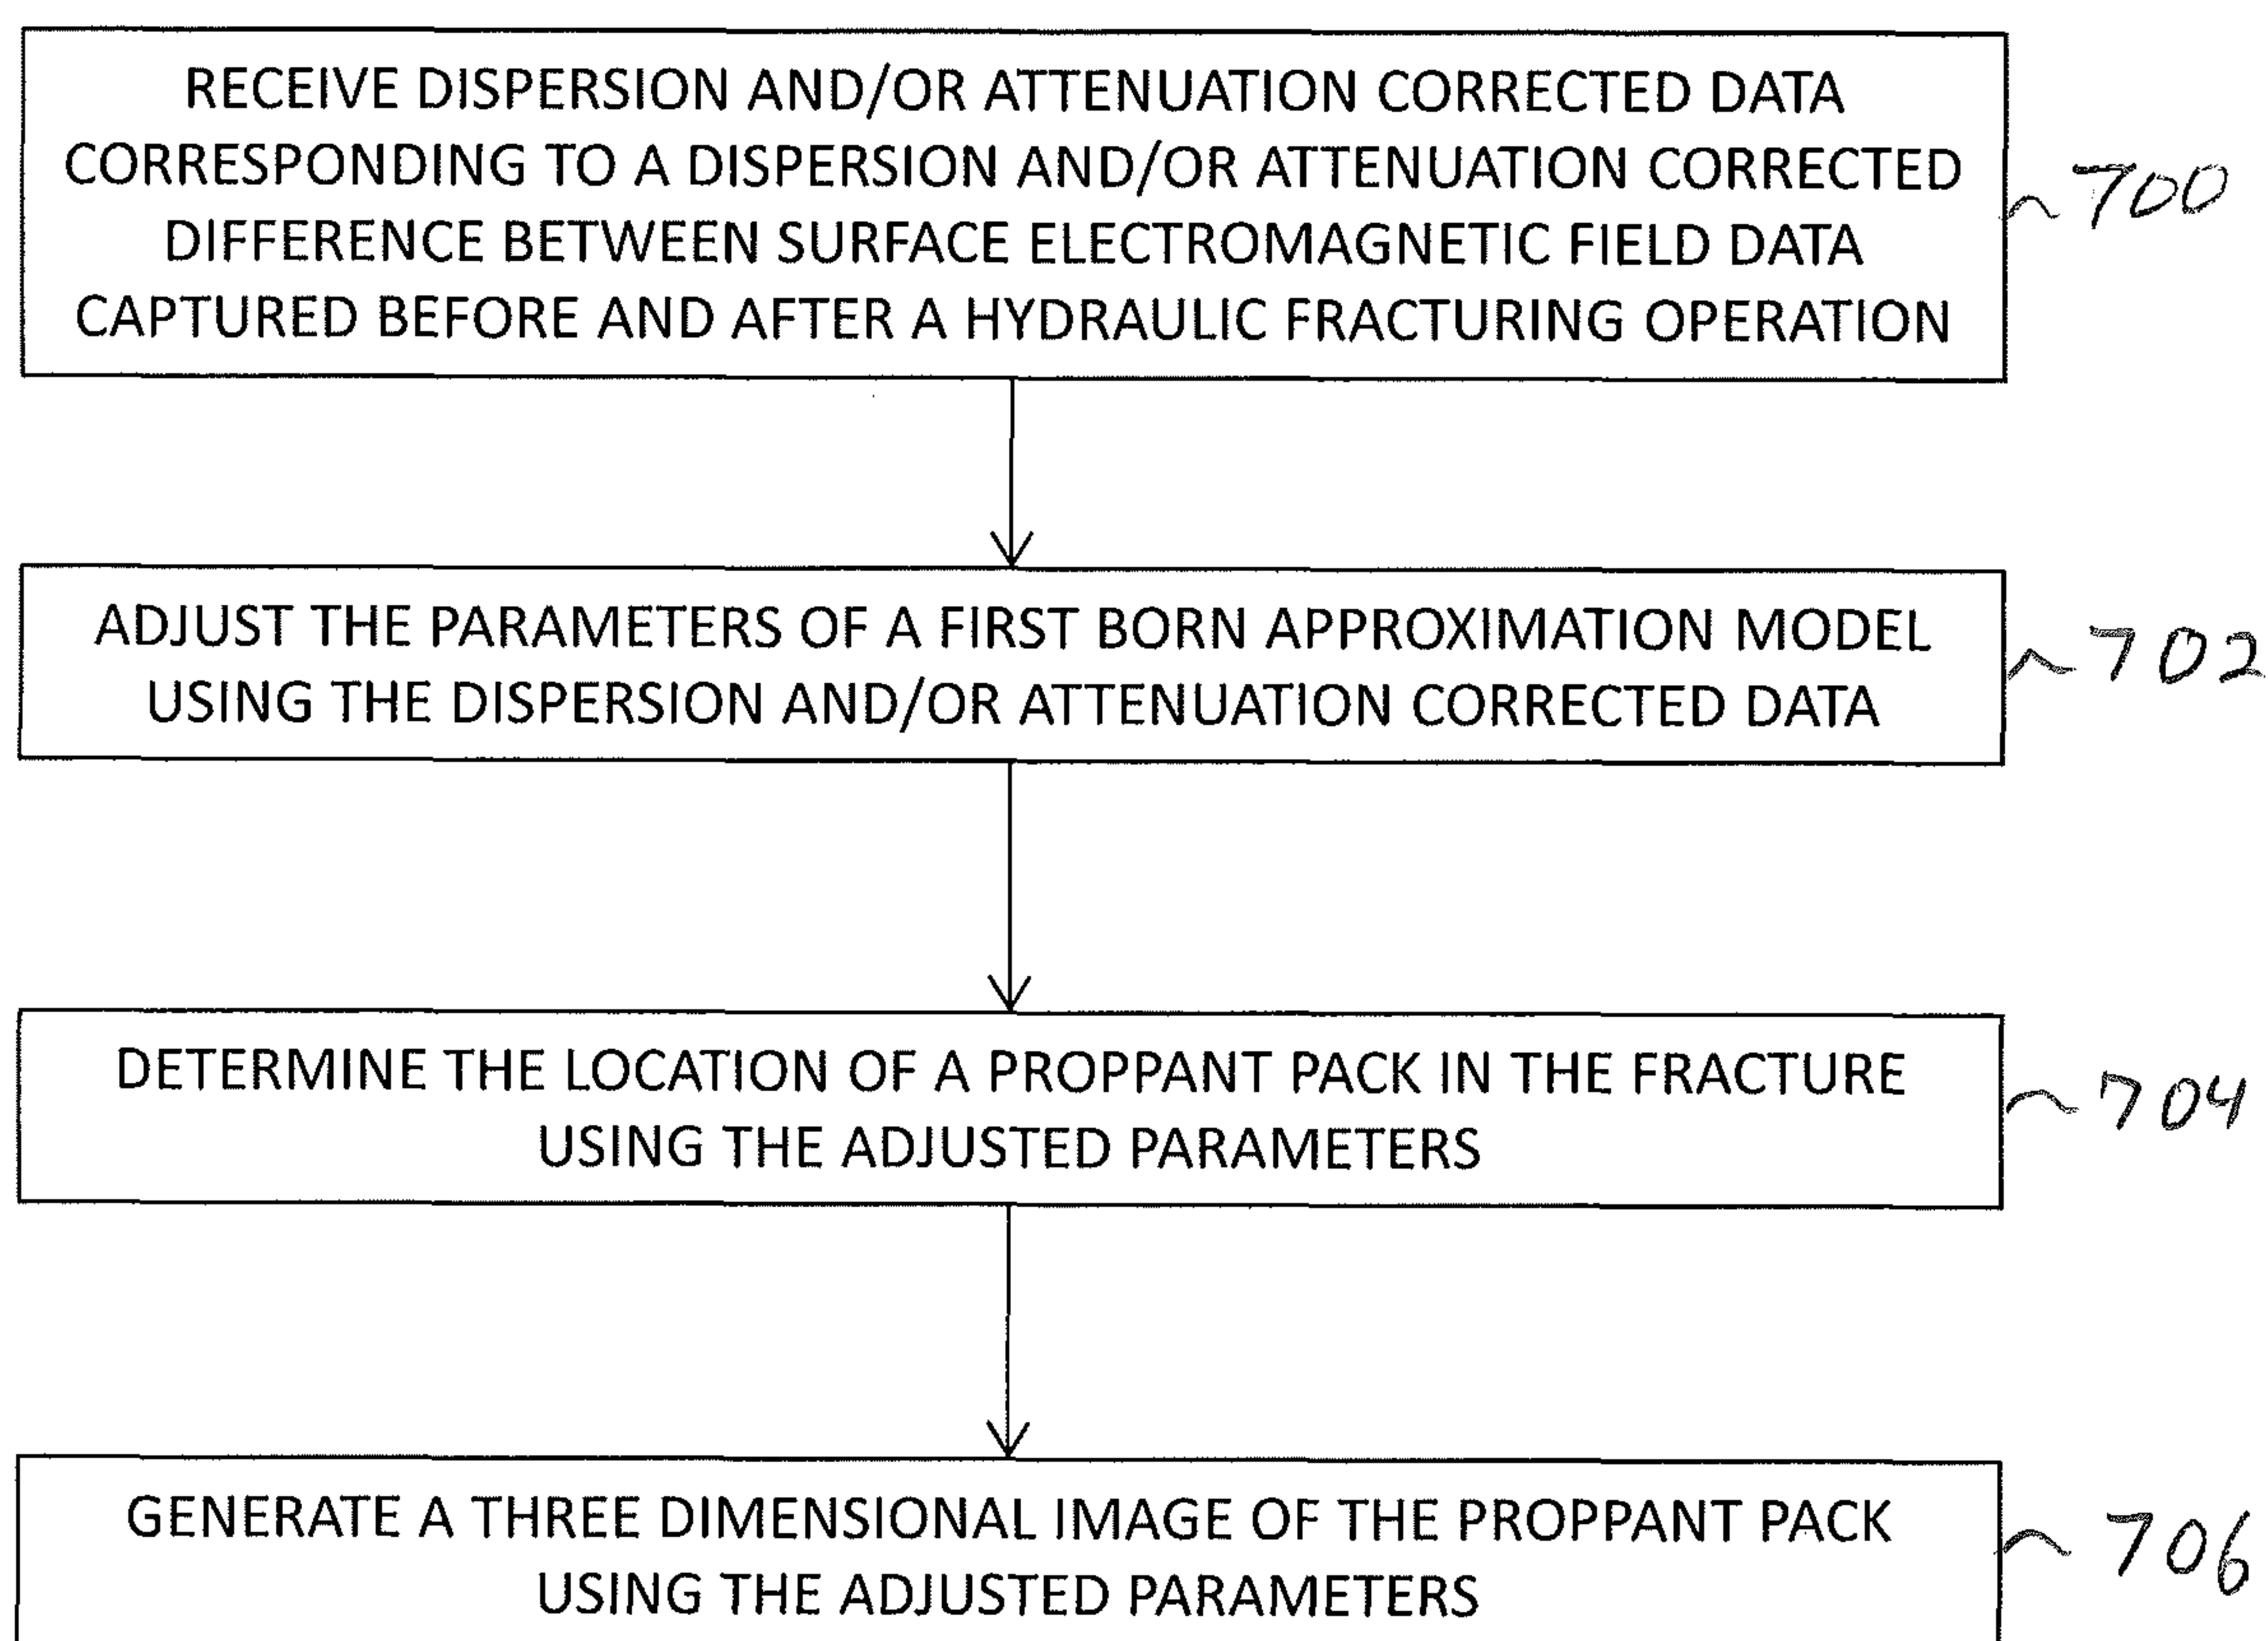 RECEIVE DISPERSION AND/OR ATTENUATION CORRECTED DATA
CORRESPONDING TO A DISPERSION AND/OR ATTENUATION CORRECTED
DIFFERENCE BETWEEN SURFACE ELECTROMAGNETIC FIELD DATA
CAPTURED BEFORE AND AFTER A HYDRAULIC FRACTURING OPERATION
700
ADJUST THE PARAMETERS OF A FIRST BORN APPROXIMATION MODEL
USING THE DISPERSION AND/OR ATTENUATION CORRECTED DATA
702
DETERMINE THE LOCATION OF A PROPPANT PACK IN THE FRACTURE
USING THE ADJUSTED PARAMETERS
704
GENERATE A THREE DIMENSIONAL IMAGE OF THE PROPPANT PACK
USING THE ADJUSTED PARAMETERS
706